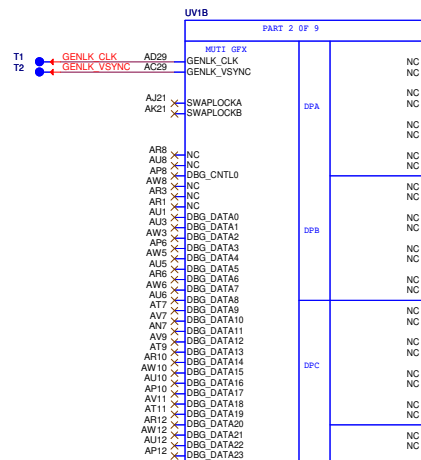 UV1B
PART 2 0F 9
MUTI GFX
T1 GENLK_CLK AD29 GENLK_CLK NC
T2 GENLK_VSYNC AC29 GENLK_VSYNC NC
NC
AJ21 SWAPLOCKA DPA NC
AK21 SWAPLOCKB
NC
NC
AR8 NC NC
AU8 NC NC
AP8 DBG_CNTL0
AW8 NC NC
AR3 NC NC
AR1 NC
AU1 DBG_DATA0 NC
AU3 DBG_DATA1 DPB NC
AW3 DBG_DATA2
AP6 DBG_DATA3 NC
AW5 DBG_DATA4 NC
AU5 DBG_DATA5
AR6 DBG_DATA6 NC
AW6 DBG_DATA7 NC
AU6 DBG_DATA8
AT7 DBG_DATA9 NC
AV7 DBG_DATA10 NC
AN7 DBG_DATA11
AV9 DBG_DATA12 NC
AT9 DBG_DATA13 NC
AR10 DBG_DATA14 DPC
AW10 DBG_DATA15 NC
AU10 DBG_DATA16 NC
AP10 DBG_DATA17
AV11 DBG_DATA18 NC
AT11 DBG_DATA19 NC
AR12 DBG_DATA20
AW12 DBG_DATA21 NC
AU12 DBG_DATA22 NC
AP12 DBG_DATA23